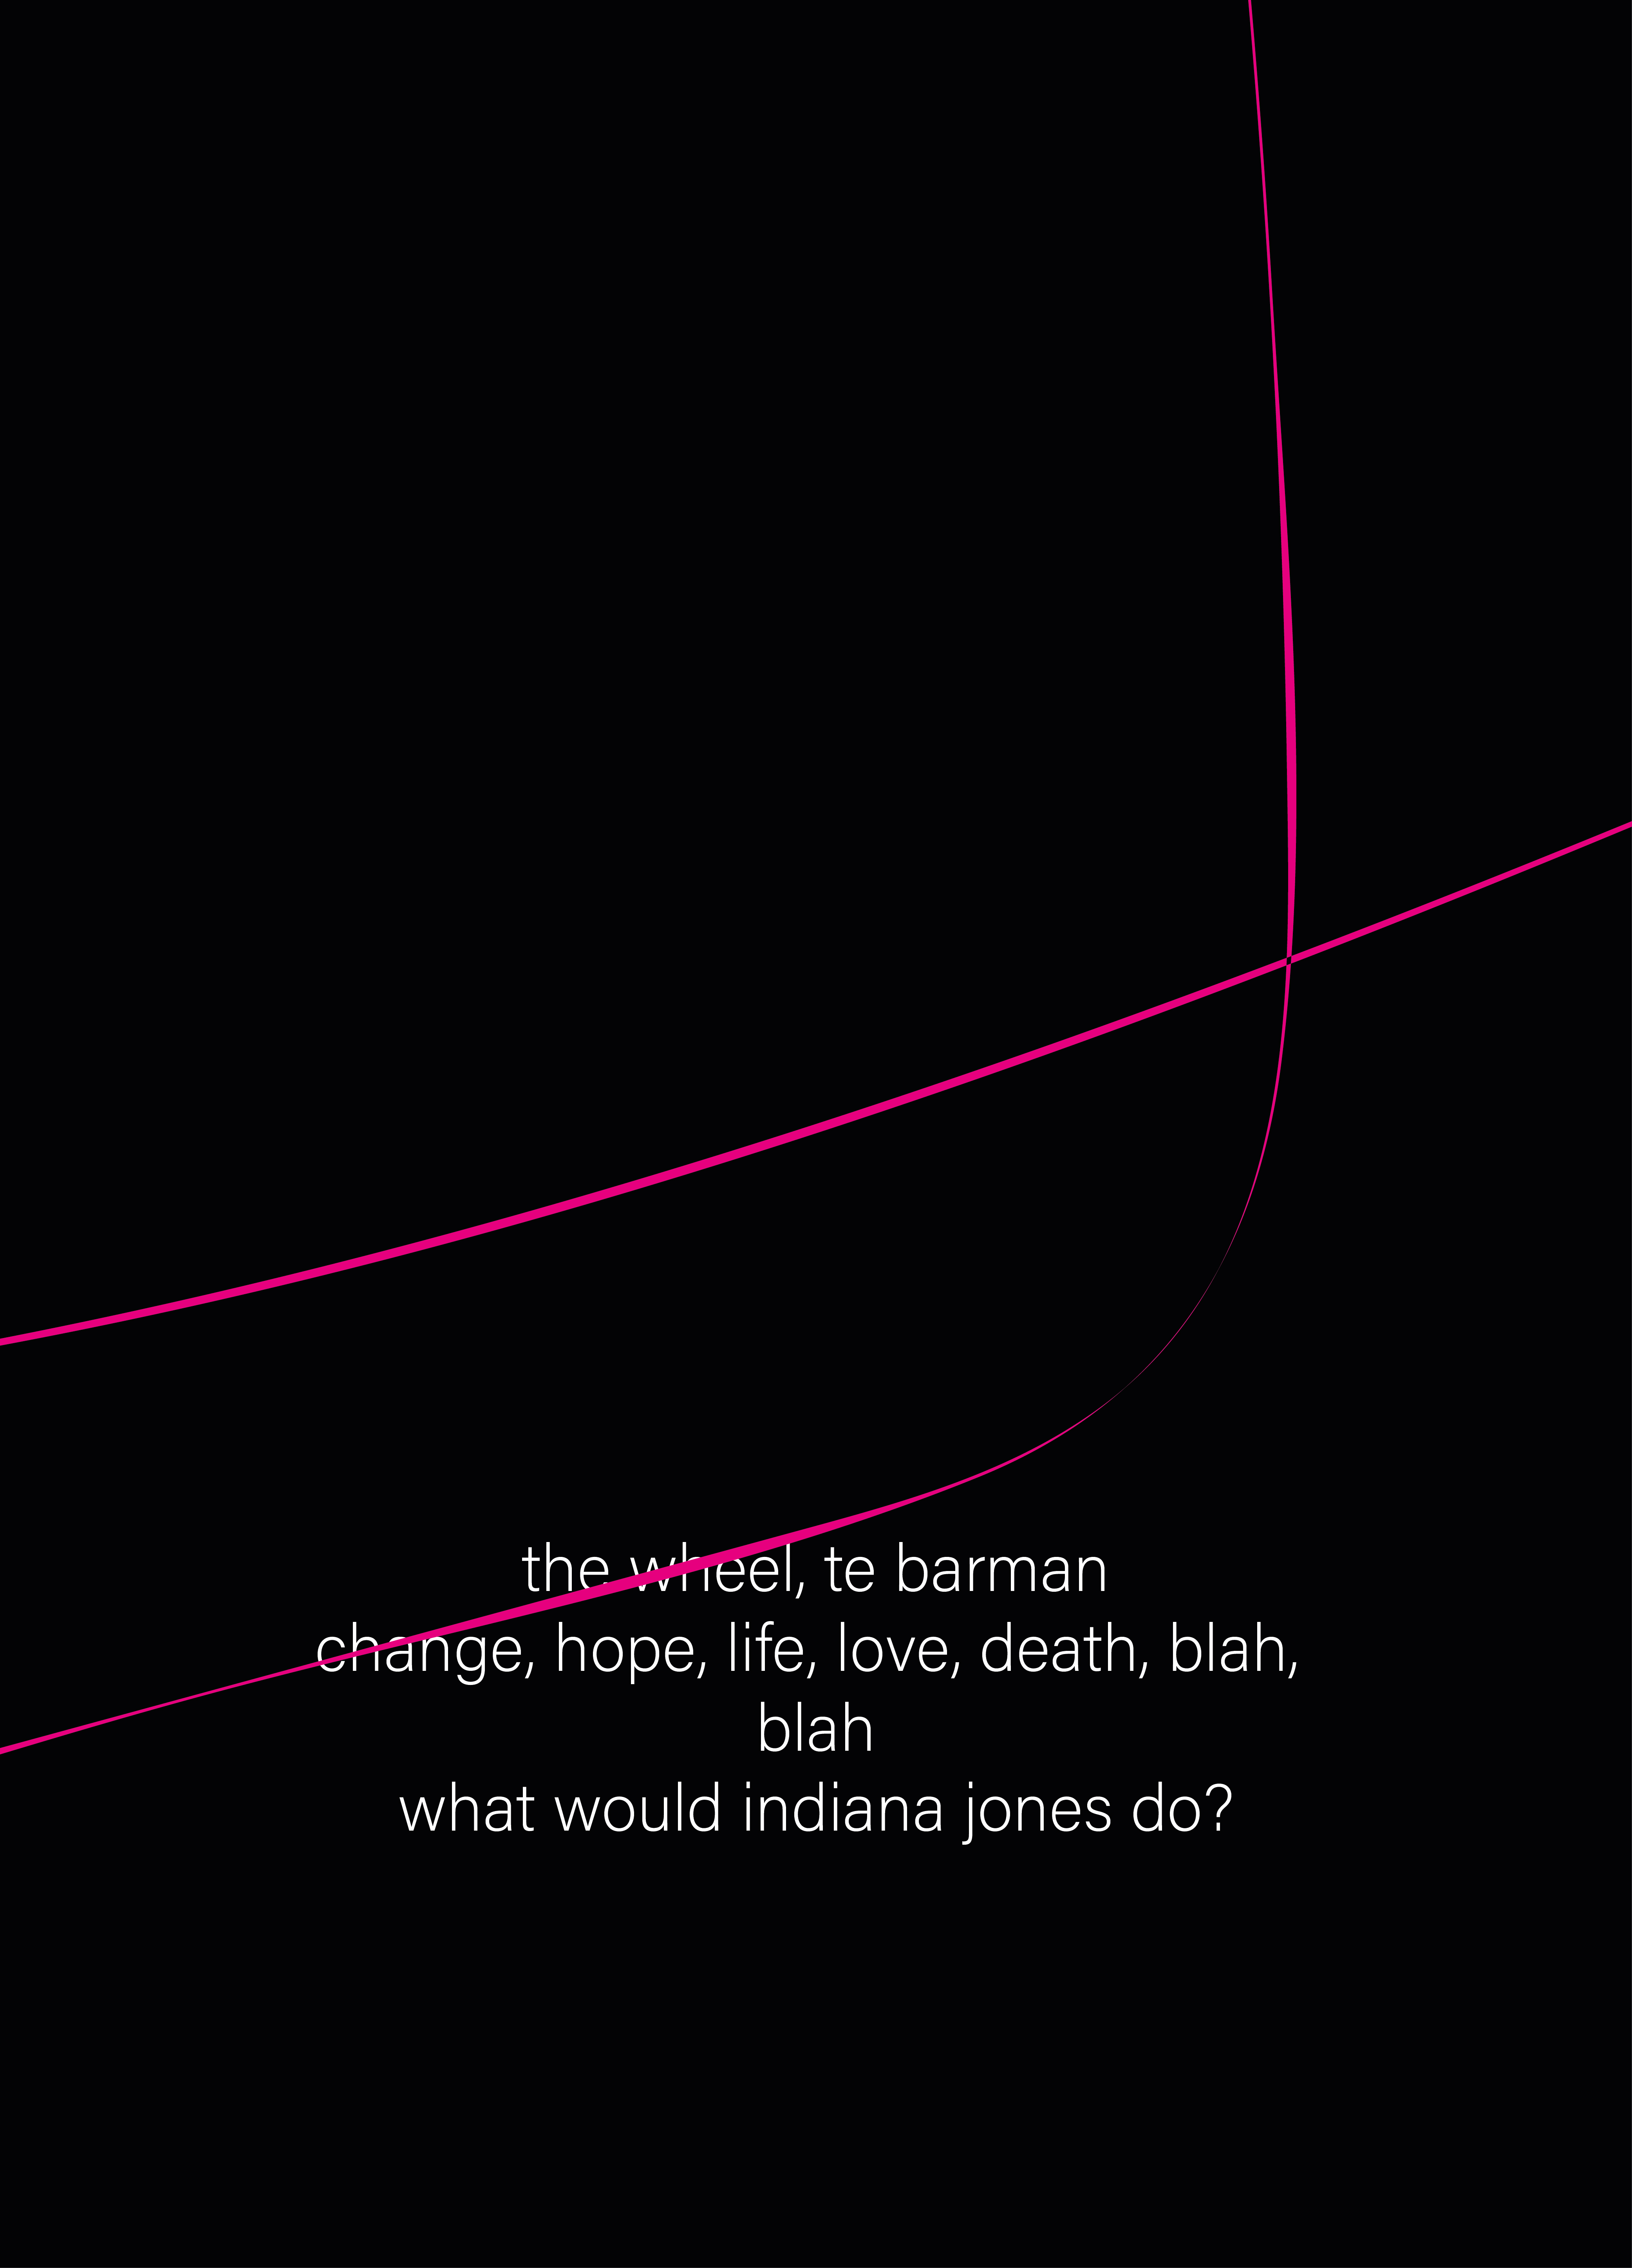 the wheel, te barman
change, hope, life, love, death, blah,
blah
what would indiana jones do?